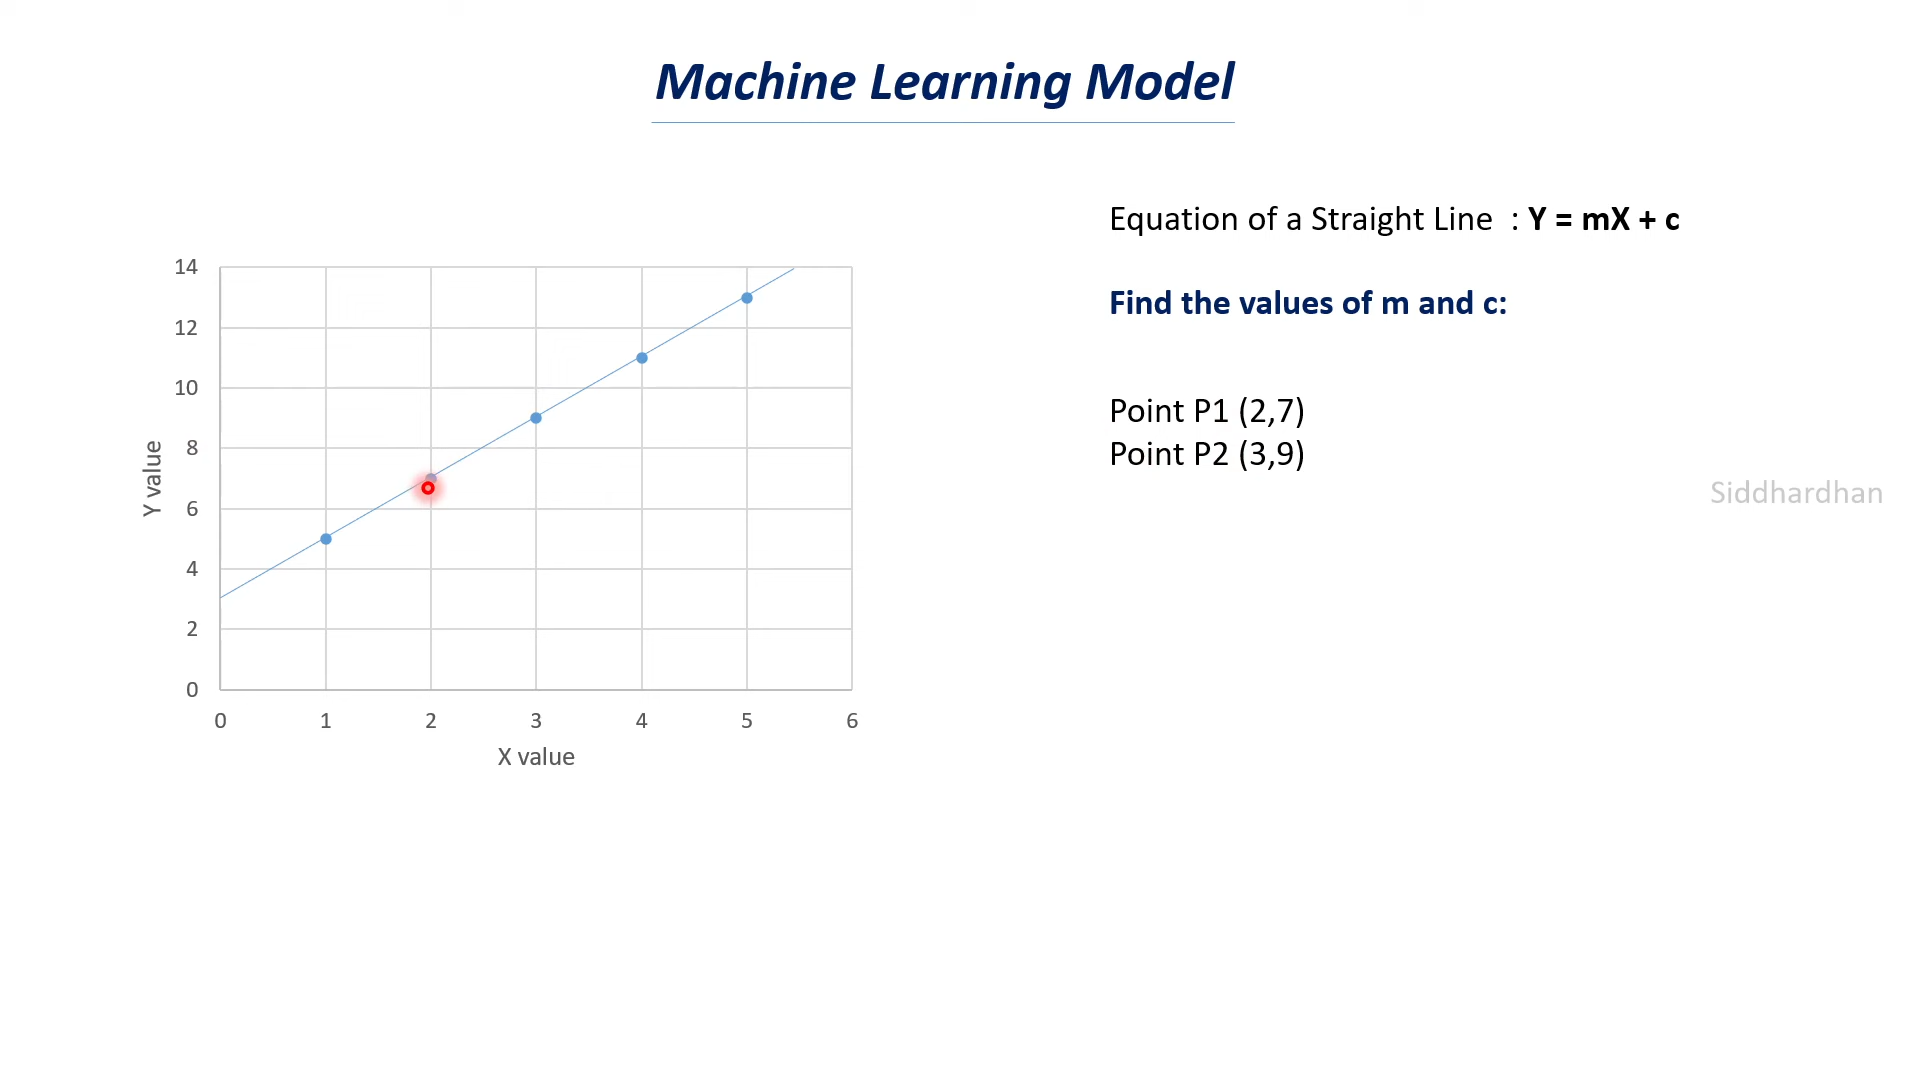 Machine Learning Model
Equation of a Straight Line : Y = mX + c
Find the values of m and c:
Point P1 (2,7)
Point P2 (3,9)
Siddhardhan
14
12
10
8
6
4
2
0
Y value
0 1 2 3 4 5 6
X value